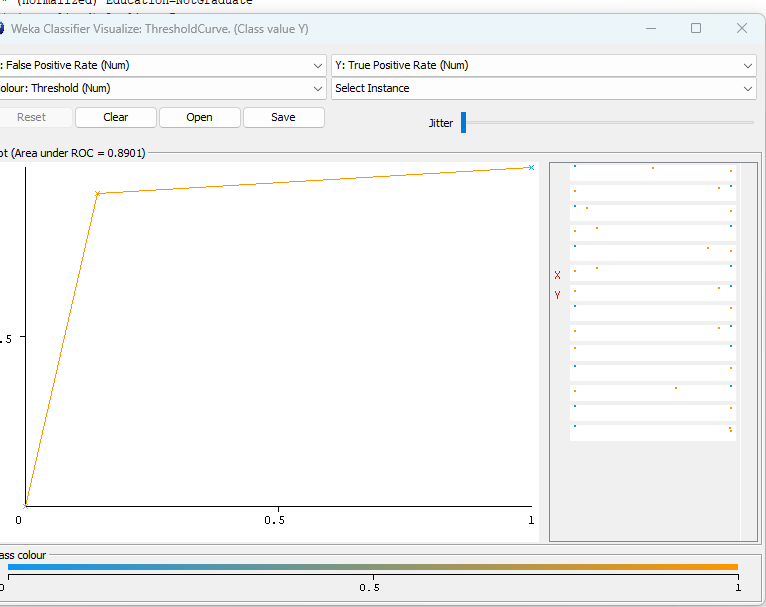 * (normalized) Education=NotGraduate
Weka Classifier Visualize: ThresholdCurve. (Class value Y)
: False Positive Rate (Num)
Y: True Positive Rate (Num)
olour: Threshold (Num)
Select Instance
Reset
Clear
Open
Save
Jitter
ot (Area under ROC = 0.8901)
X
Y
.5
0
0.5
1
ass colour
0
0.5
1